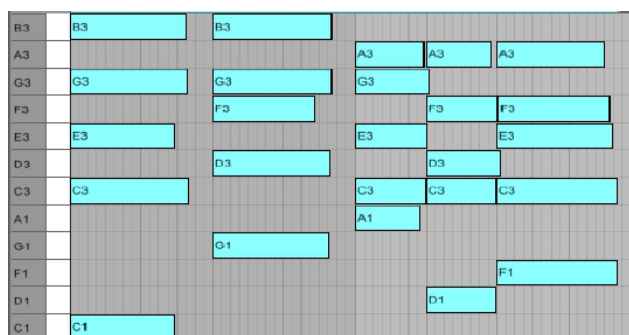 B3 B3 B3
A3 A3 A3 A3
G3 G3 G3 G3
F3 F3 F3 F3
E3 E3 E3 E3
D3 D3 D3
C3 C3 C3 C3 C3
A1 A1
G1 G1
F1 F1
D1 D1
C1 C1